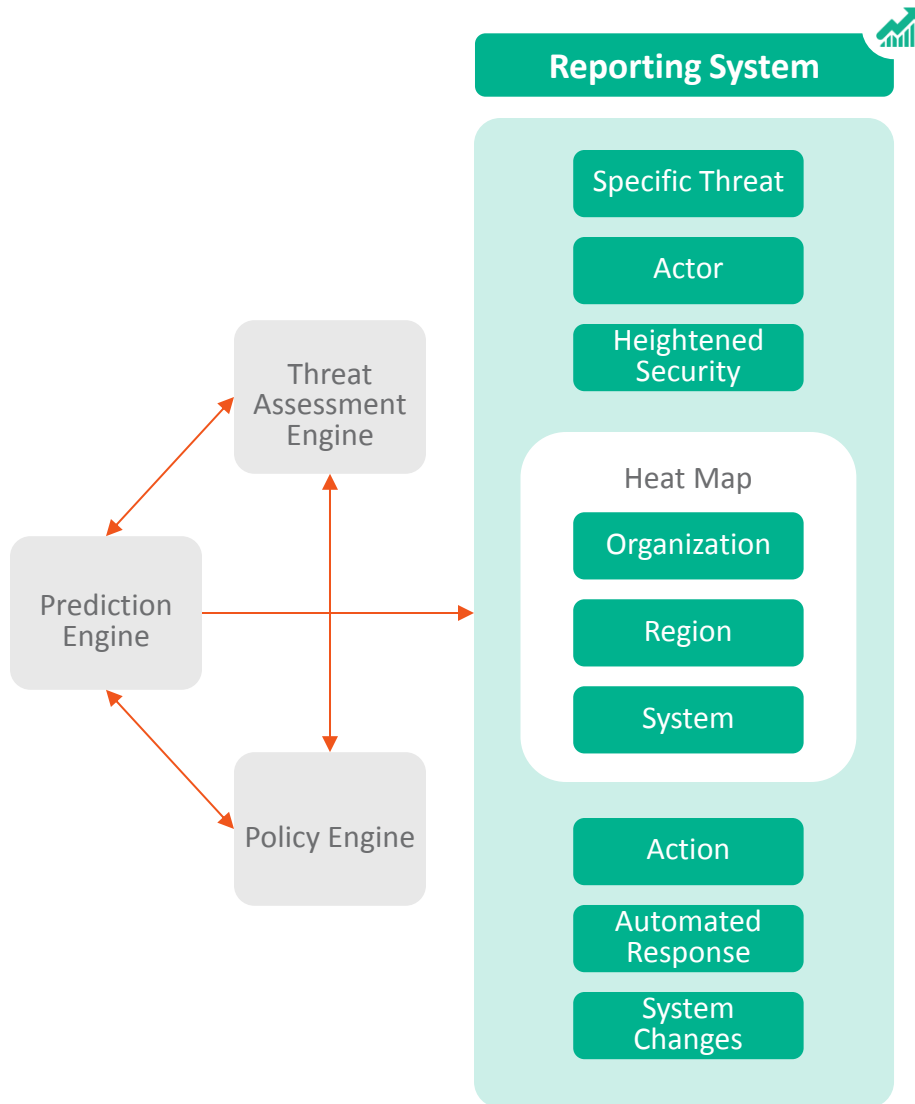 Reporting System
Specific Threat
Actor
Heightened
Security
Heat Map
Organization
Region
System
Action
Automated
Response
System
Changes
Threat
Assessment
Engine
Prediction
Engine
Policy Engine